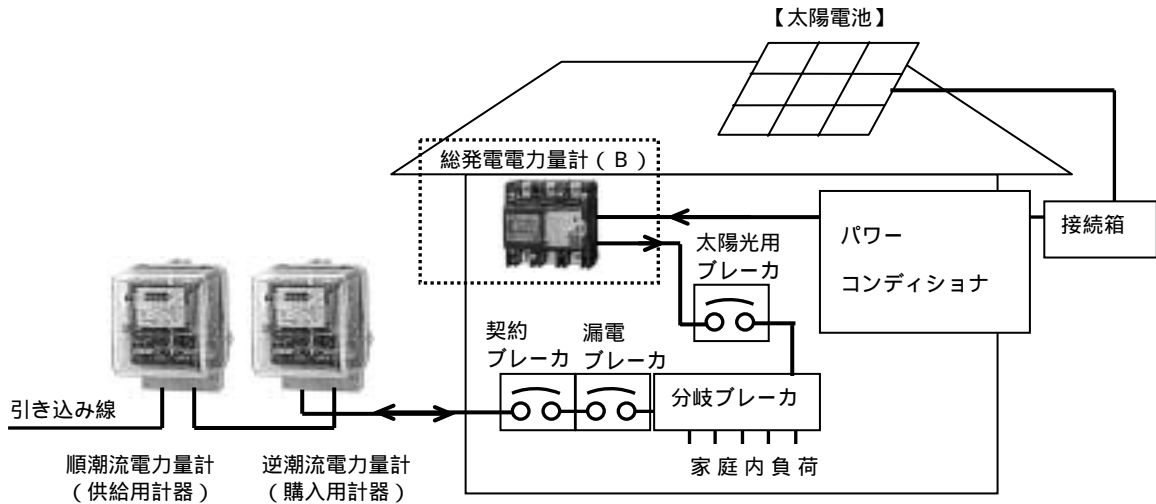 【太陽電池】
総発電電力量計（Ｂ）
接続箱
パワー
コンディショナ
太陽光用
ブレーカ
契約
ブレーカ
漏電
ブレーカ
分岐ブレーカ
引き込み線
家庭内負荷
順潮流電力量計
（供給用計器）
逆潮流電力量計
（購入用計器）